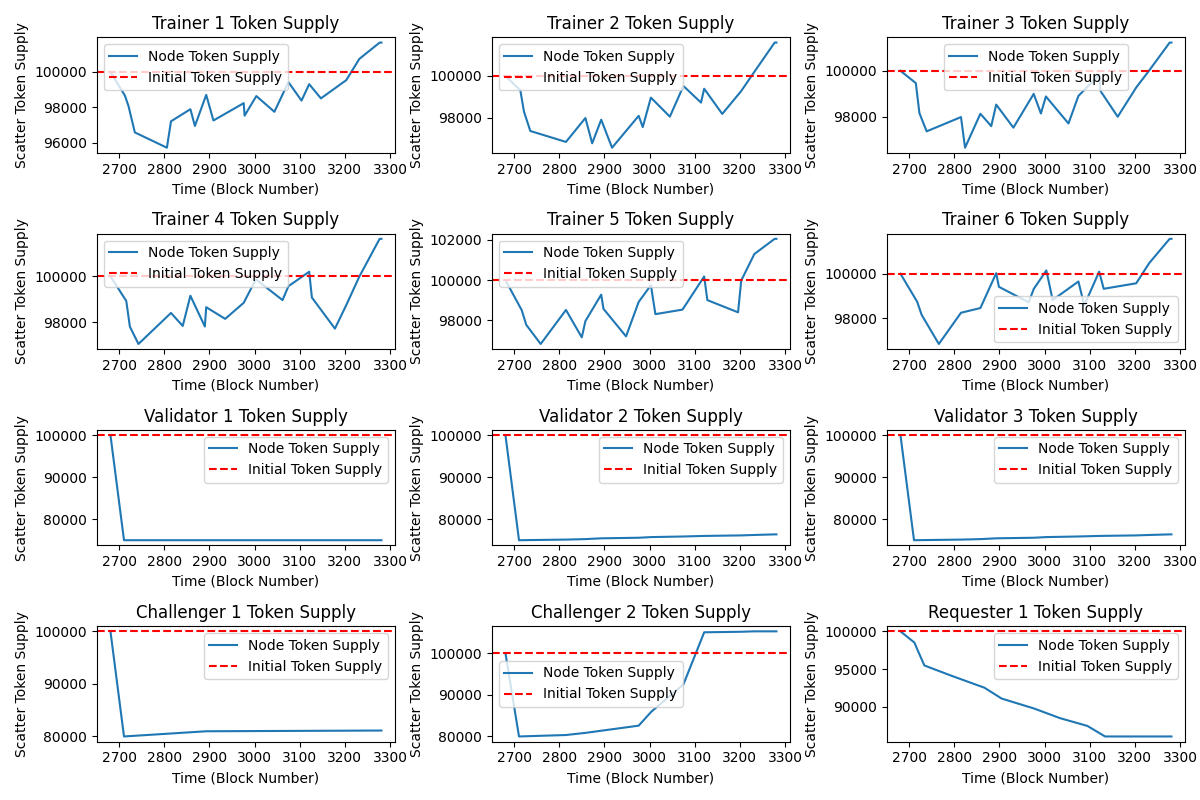 Trainer 1 Token Supply
Scatter Token Supply
100000
98000
96000
Node Token Supply
Initial Token Supply
2700 2800 2900 3000 3100 3200 3300
Time (Block Number)
Trainer 2 Token Supply
Scatter Token Supply
100000
98000
Node Token Supply
Initial Token Supply
2700 2800 2900 3000 3100 3200 3300
Time (Block Number)
Trainer 3 Token Supply
Scatter Token Supply
100000
98000
Node Token Supply
Initial Token Supply
2700 2800 2900 3000 3100 3200 3300
Time (Block Number)
Trainer 4 Token Supply
Scatter Token Supply
100000
98000
Node Token Supply
Initial Token Supply
2700 2800 2900 3000 3100 3200 3300
Time (Block Number)
Trainer 5 Token Supply
Scatter Token Supply
102000
100000
98000
Node Token Supply
Initial Token Supply
2700 2800 2900 3000 3100 3200 3300
Time (Block Number)
Trainer 6 Token Supply
Scatter Token Supply
100000
98000
Node Token Supply
Initial Token Supply
2700 2800 2900 3000 3100 3200 3300
Time (Block Number)
Validator 1 Token Supply
Scatter Token Supply
100000
90000
80000
Node Token Supply
Initial Token Supply
2700 2800 2900 3000 3100 3200 3300
Time (Block Number)
Validator 2 Token Supply
Scatter Token Supply
100000
90000
80000
Node Token Supply
Initial Token Supply
2700 2800 2900 3000 3100 3200 3300
Time (Block Number)
Validator 3 Token Supply
Scatter Token Supply
100000
90000
80000
Node Token Supply
Initial Token Supply
2700 2800 2900 3000 3100 3200 3300
Time (Block Number)
Challenger 1 Token Supply
Scatter Token Supply
100000
90000
80000
Node Token Supply
Initial Token Supply
2700 2800 2900 3000 3100 3200 3300
Time (Block Number)
Challenger 2 Token Supply
Scatter Token Supply
100000
90000
80000
Node Token Supply
Initial Token Supply
2700 2800 2900 3000 3100 3200 3300
Time (Block Number)
Requester 1 Token Supply
Scatter Token Supply
100000
95000
90000
Node Token Supply
Initial Token Supply
2700 2800 2900 3000 3100 3200 3300
Time (Block Number)